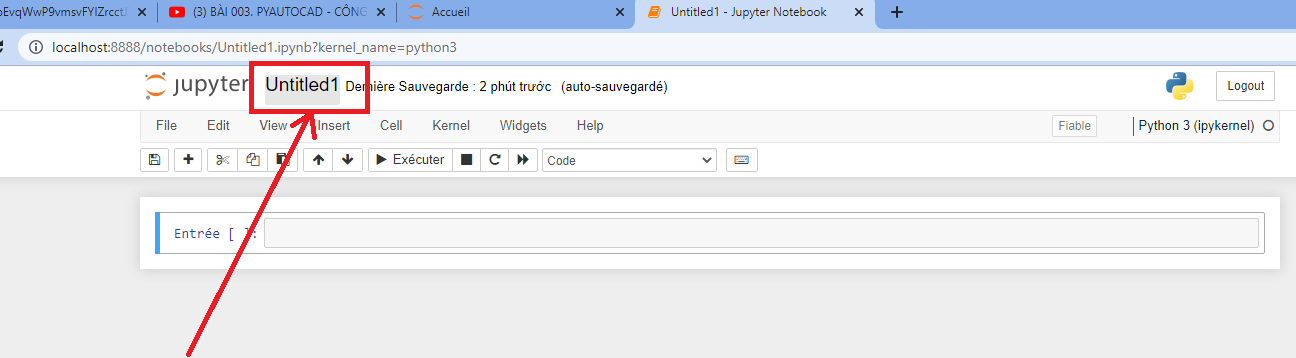 (3) BÀI 003. PYAUTOCAD - CÔNG Accueil Untitled1 - Jupyter Notebook
localhost:8888/notebooks/Untitled1.ipynb?kernel_name=python3
jupyter Untitled1 Dernière Sauvegarde : 2 phút trước (auto-sauvegardé) Logout
File Edit View Insert Cell Kernel Widgets Help Fiable Python 3 (ipykernel)
Exécuter Code
Entrée [ ]: